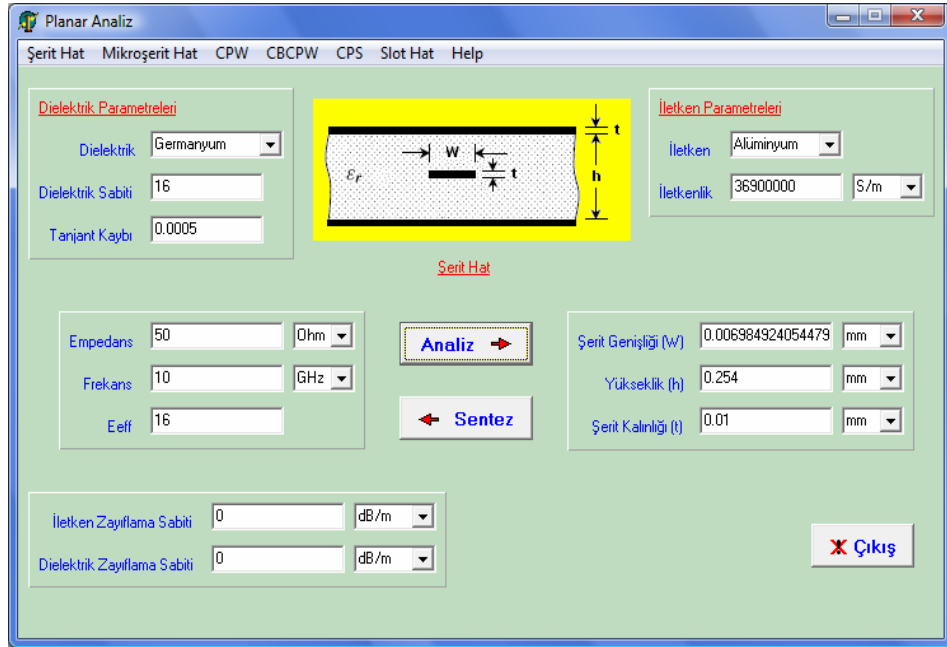 Planar Analiz
Şerit Hat Mikroşerit Hat CPW CBCPW CPS Slot Hat Help
Dielektrik Parametreleri
Dielektrik Germanyum
Dielektrik Sabiti 16
Tanjant Kaybı 0.0005
W
t
t
h
εr
Şerit Hat
İletken Parametreleri
İletken Alüminyum
İletkenlik 36900000 S/m
Empedans 50 Ohm
Frekans 10 GHz
Eeff 16
Analiz
Sentez
Şerit Genişliği (W) 0.006984924054479 mm
Yükseklik (h) 0.254 mm
Şerit Kalınlığı (t) 0.01 mm
İletken Zayıflama Sabiti 0 dB/m
Dielektrik Zayıflama Sabiti 0 dB/m
Çıkış